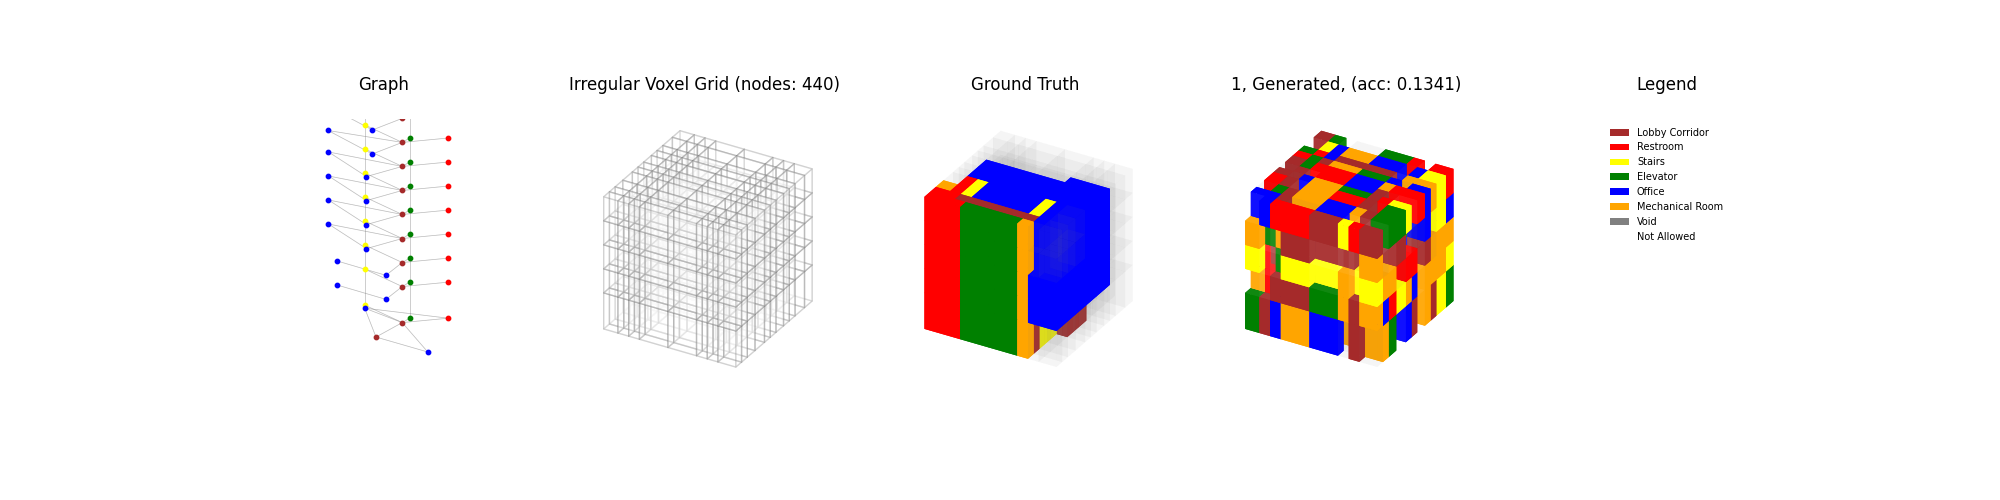 Graph
Irregular Voxel Grid (nodes: 440)
Ground Truth
1, Generated, (acc: 0.1341)
Legend
Lobby Corridor
Restroom
Stairs
Elevator
Office
Mechanical Room
Void
Not Allowed